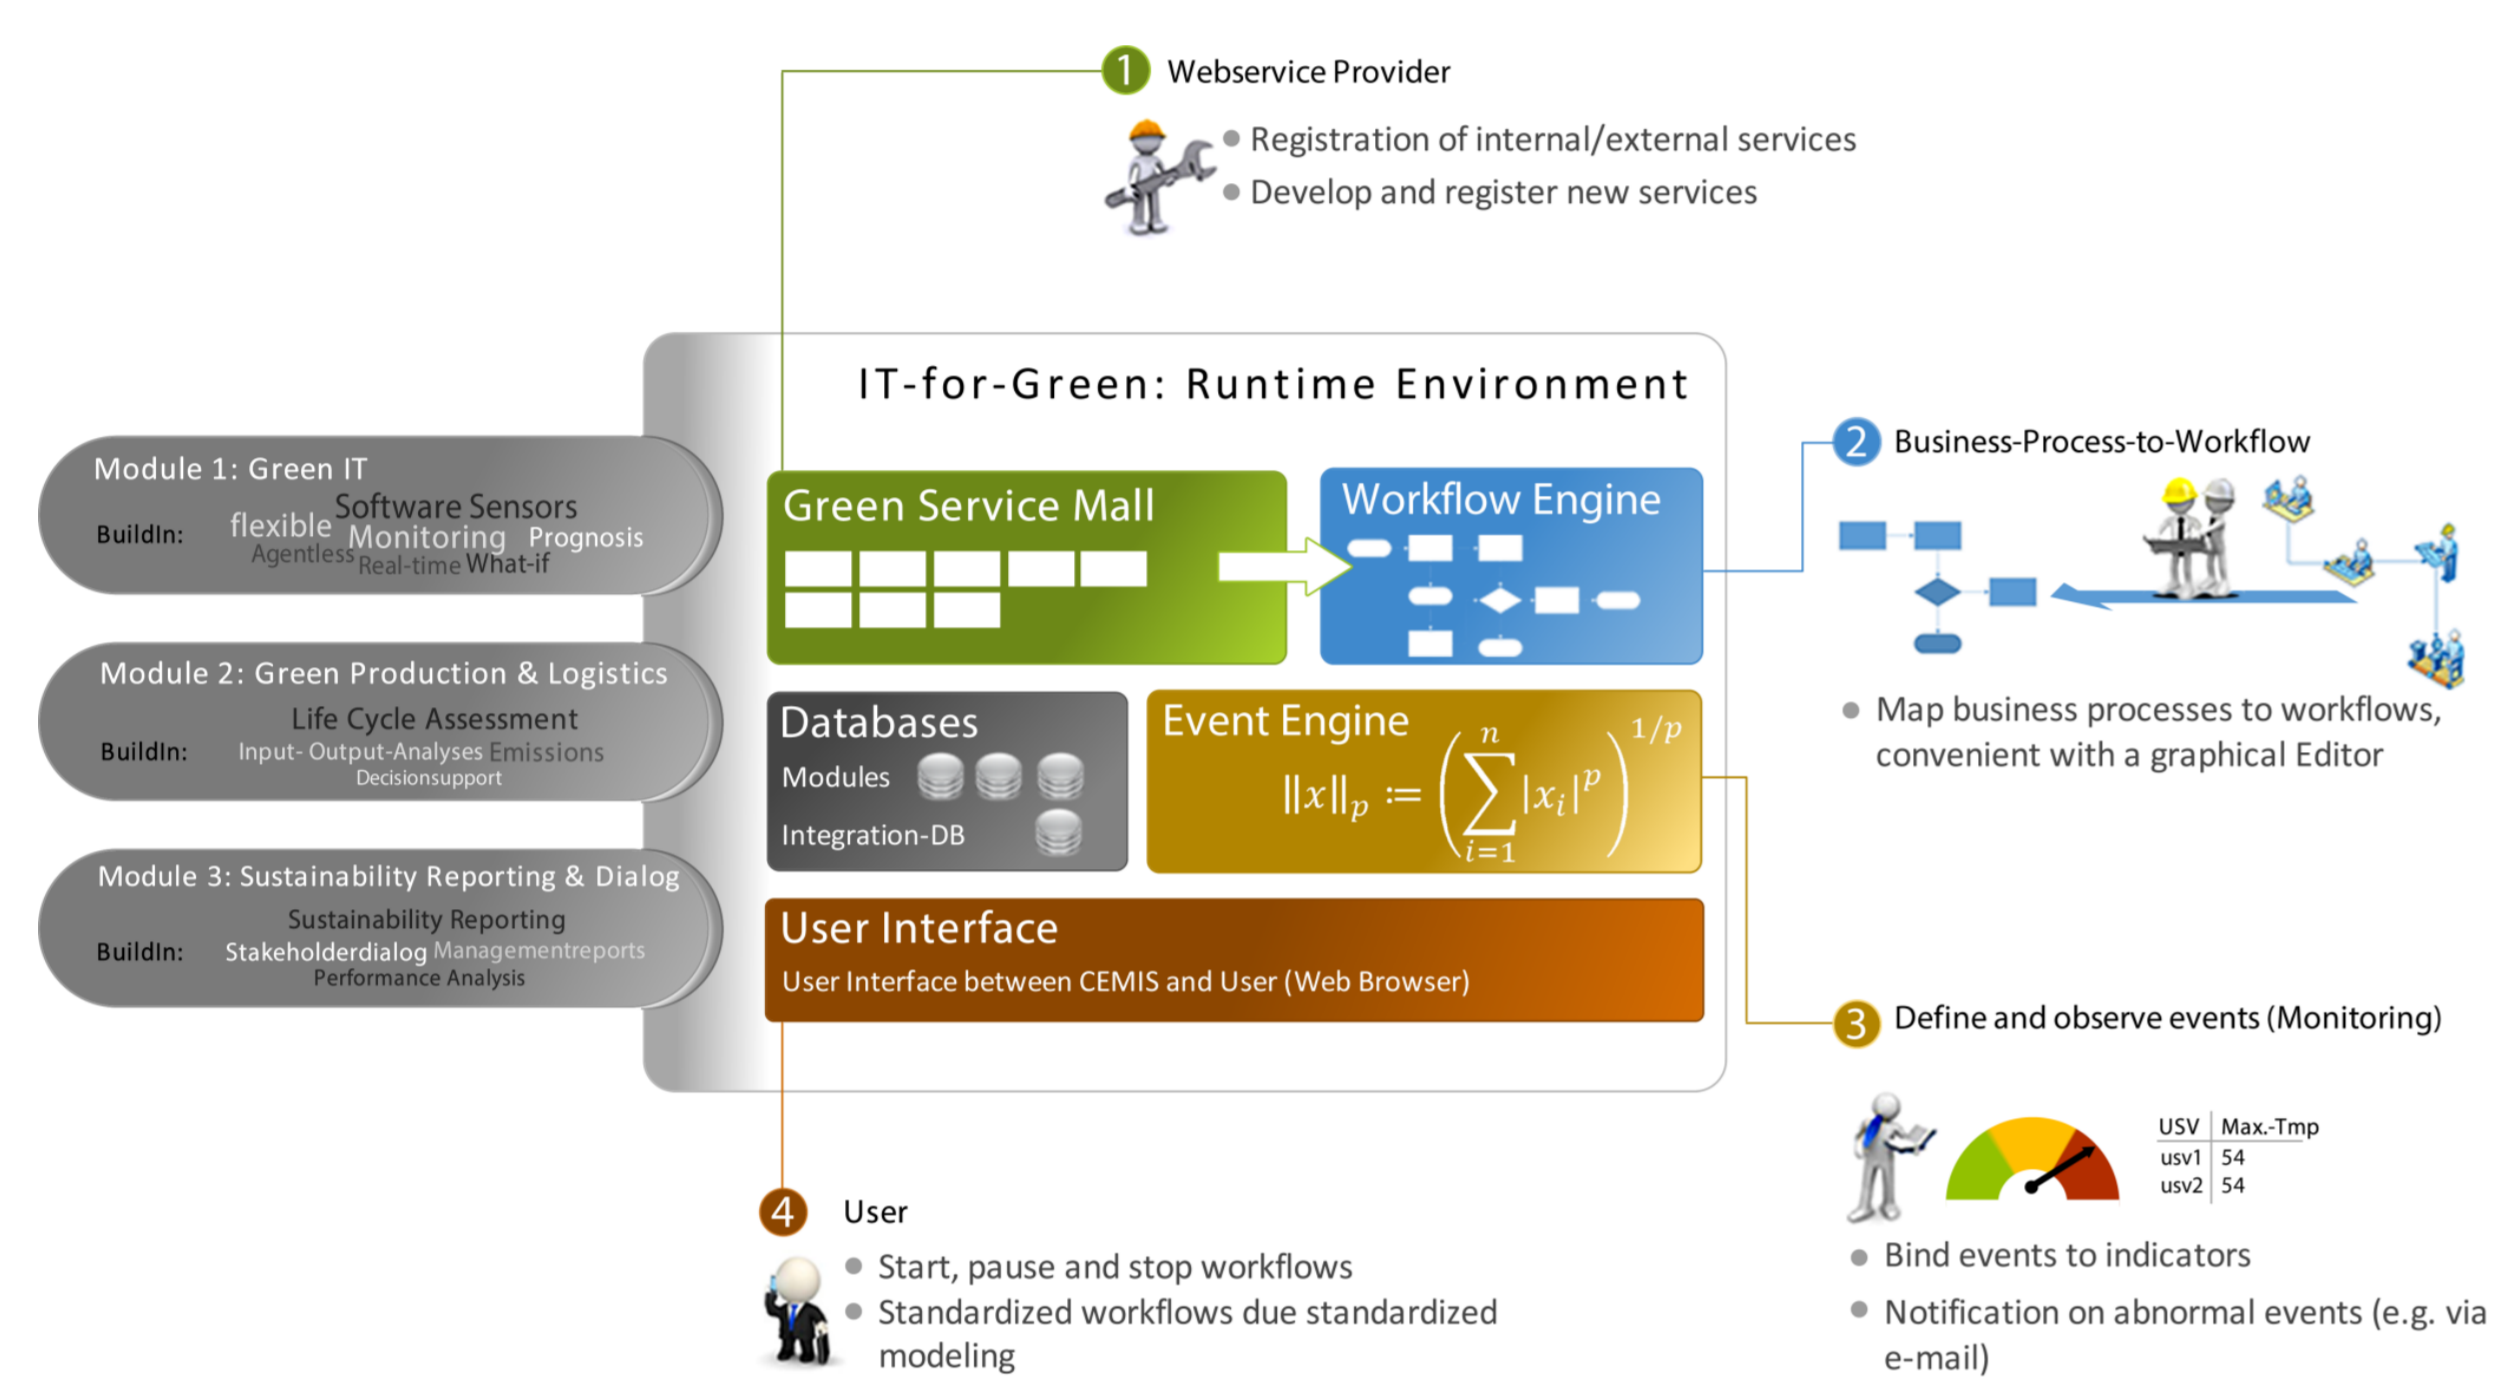 1 Webservice Provider
Registration of internal/external services
Develop and register new services
IT-for-Green: Runtime Environment
Module 1: Green IT
Software Sensors
BuildIn: flexible Monitoring Prognosis
Agentless Real-time What-if
Module 2: Green Production & Logistics
Life Cycle Assessment
BuildIn: Input- Output-Analyses Emissions
Decisionsupport
Module 3: Sustainability Reporting & Dialog
Sustainability Reporting
BuildIn: Stakeholderdialog Managementreports
Performance Analysis
Green Service Mall
Workflow Engine
Databases
Modules
Integration-DB
Event Engine
‖x‖p := (∑ i=1 n |xi|^p)^1/p
User Interface
User Interface between CEMIS and User (Web Browser)
2 Business-Process-to-Workflow
Map business processes to workflows,
convenient with a graphical Editor
3 Define and observe events (Monitoring)
USV Max.-Tmp
usv1 54
usv2 54
Bind events to indicators
Notification on abnormal events (e.g. via
e-mail)
4 User
Start, pause and stop workflows
Standardized workflows due standardized
modeling